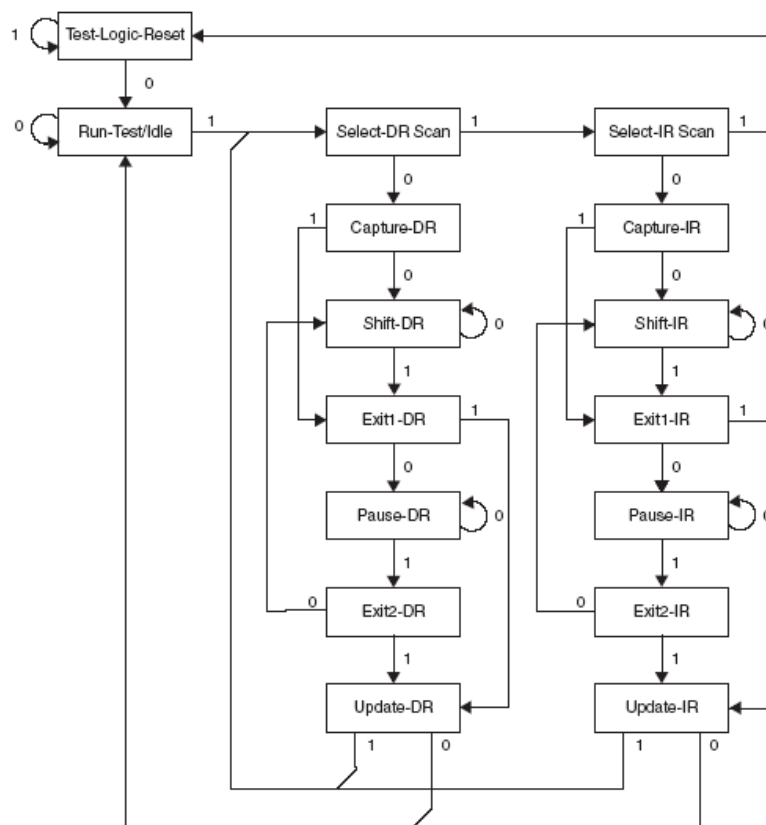 1 Test-Logic-Reset
0
0 Run-Test/Idle 1 Select-DR Scan 1 Select-IR Scan 1
0 0
1 Capture-DR 1 Capture-IR
0 0
Shift-DR 0 Shift-IR 0
1 1
Exit1-DR 1 Exit1-IR 1
0 0
Pause-DR 0 Pause-IR 0
1 1
0 Exit2-DR 0 Exit2-IR
1 1
Update-DR Update-IR
1 0 1 0